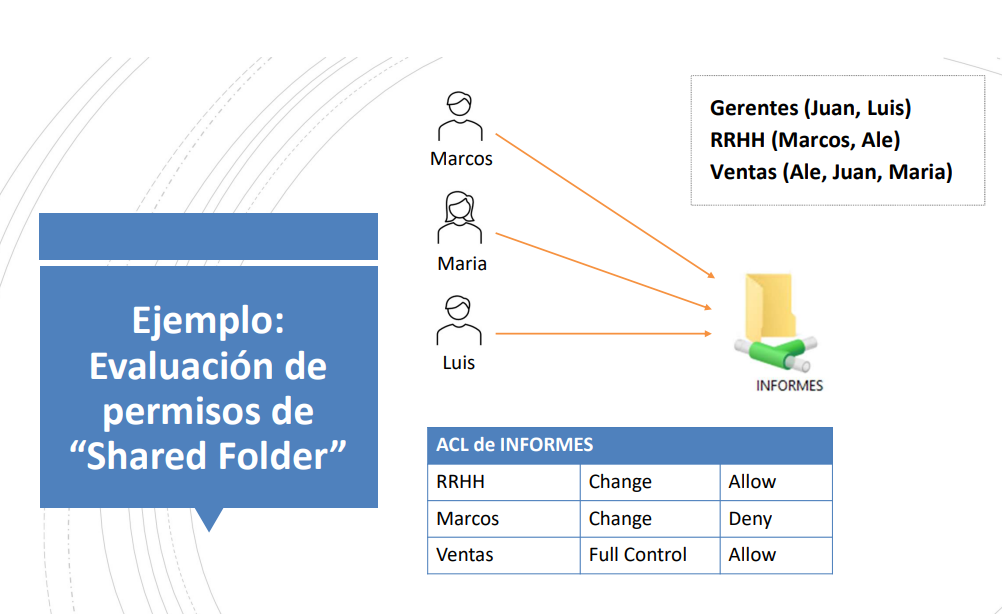 Ejemplo:
Evaluación de
permisos de
“Shared Folder”
Marcos
Maria
Luis
Gerentes (Juan, Luis)
RRHH (Marcos, Ale)
Ventas (Ale, Juan, Maria)
INFORMES
ACL de INFORMES
RRHH Change Allow
Marcos Change Deny
Ventas Full Control Allow